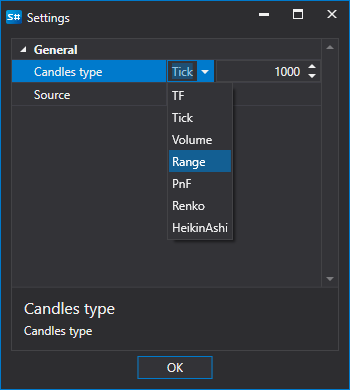 S# Settings
General
Candles type Tick 1000
Source
TF
Tick
Volume
Range
PnF
Renko
HeikinAshi
Candles type
Candles type
OK